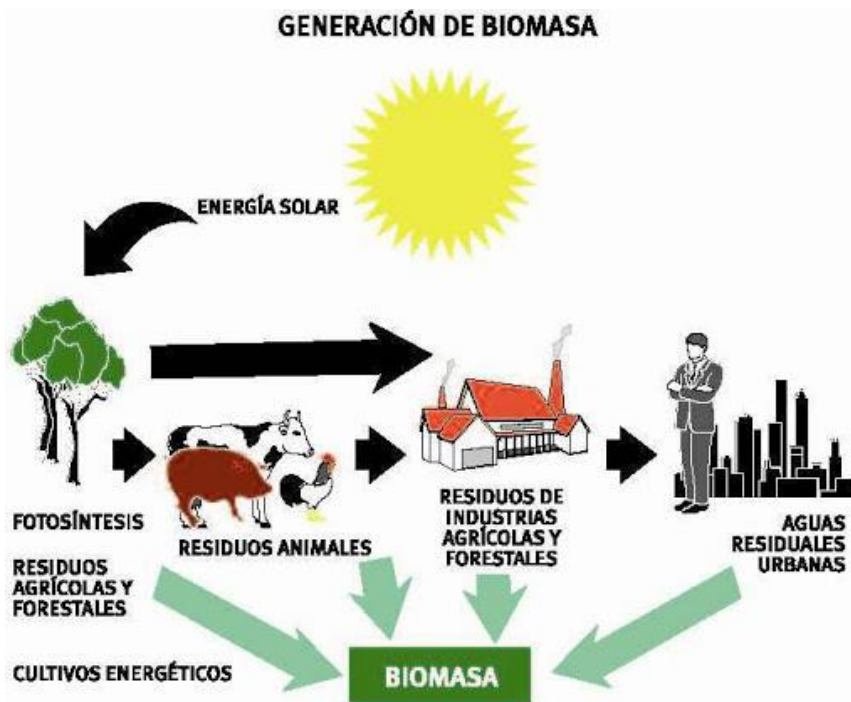 GENERACIÓN DE BIOMASA
ENERGÍA SOLAR
FOTOSÍNTESIS
RESIDUOS
AGRÍCOLAS Y
FORESTALES
CULTIVOS ENERGÉTICOS
RESIDUOS ANIMALES
RESIDUOS DE
INDUSTRIAS
AGRÍCOLAS Y
FORESTALES
AGUAS
RESIDUALES
URBANAS
BIOMASA